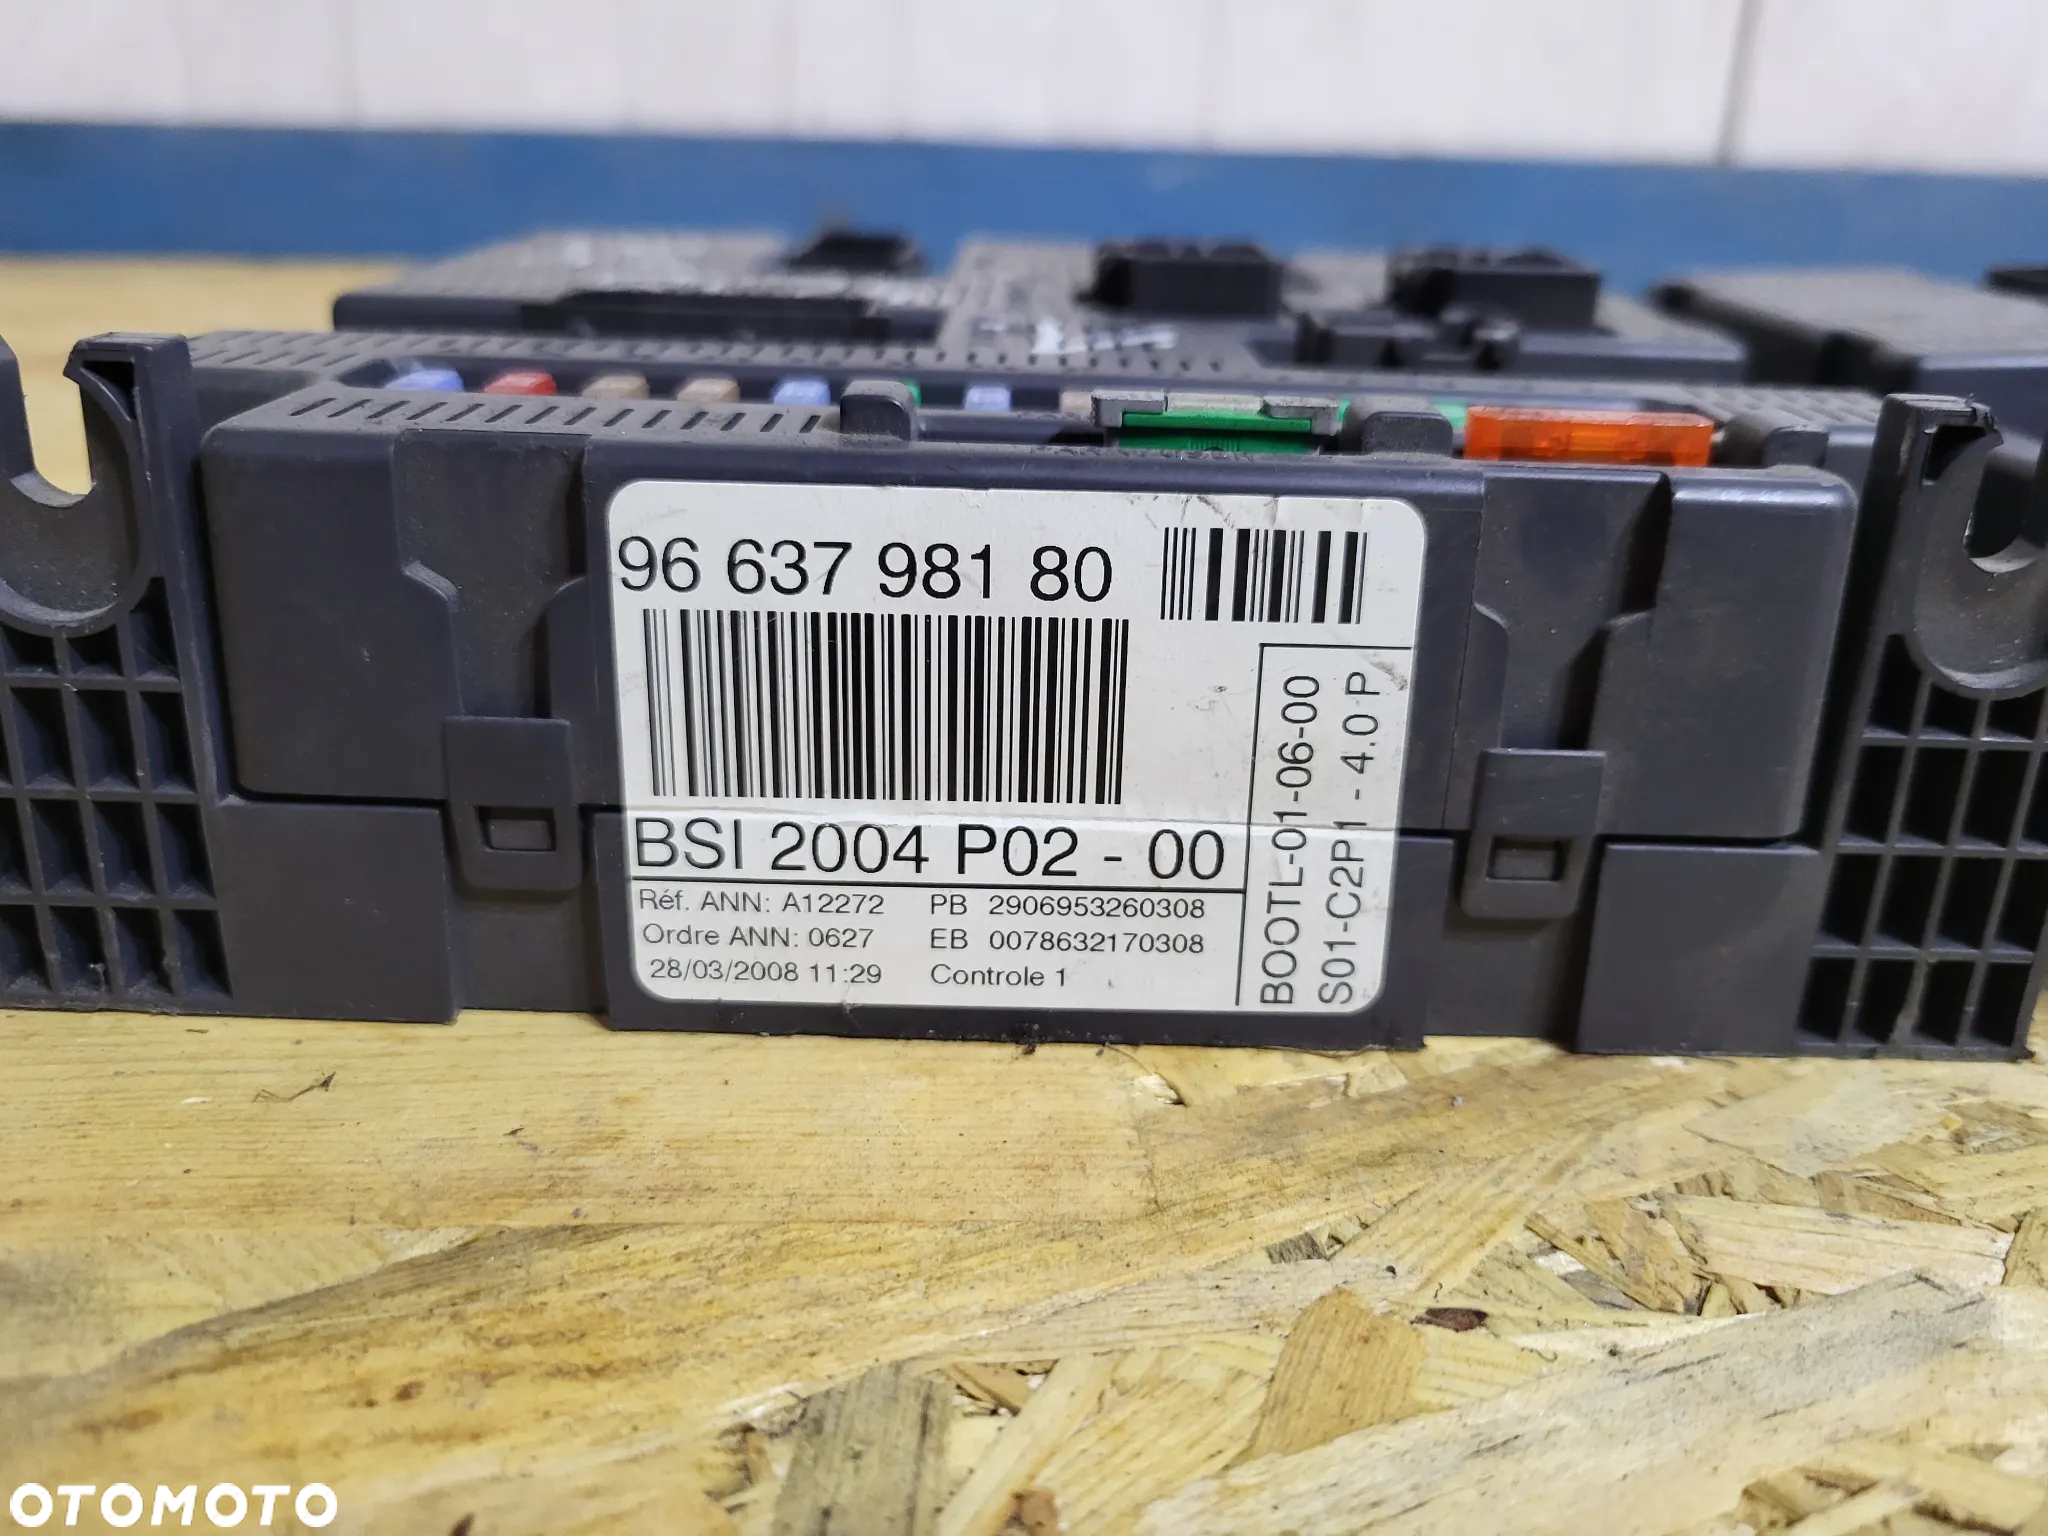 96 637 981 80
BSI 2004 P02 - 00
Réf. ANN: A12272 PB 2906953260308
Ordre ANN: 0627 EB 0078632170308
28/03/2008 11:29 Controle 1
BOOTL-01-06-00
S01-C2P1 - 4.0 P
OTOMOTO